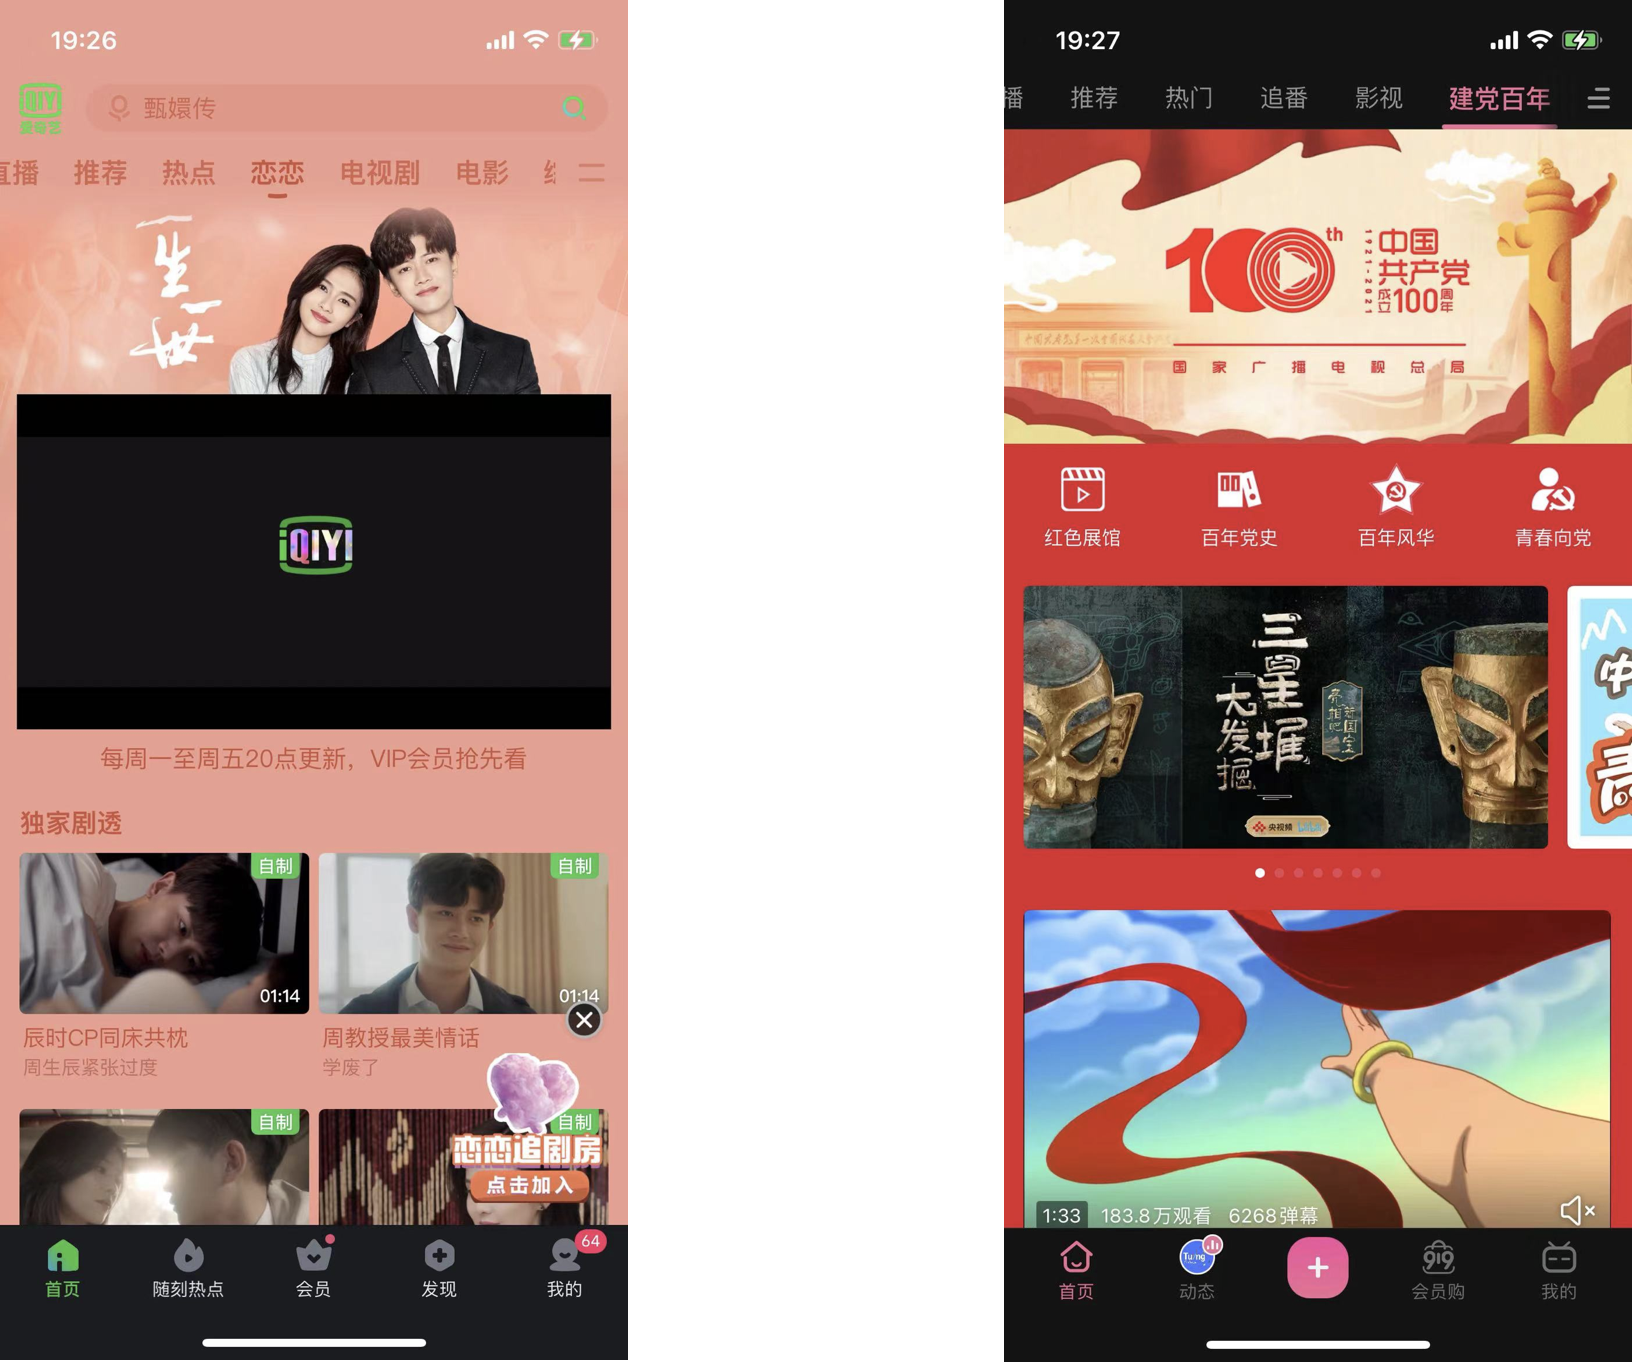 19:26
QIY
爱奇艺
甄嬛传
直播 推荐 热点 恋恋 电视剧 电影
一生一世
QIYI
每周一至周五20点更新，VIP会员抢先看
独家剧透
自制
01:14
自制
01:14
辰时CP同床共枕
周生辰紧张过度
周教授最美情话
学废了
自制
自制
恋恋追剧房
点击加入
首页
随刻热点
会员
发现
64
我的
19:27
播 推荐 热门 追番 影视 建党百年
100th
1921-2021
中国
共产党
成立100周年
国家广播电视总局
红色展馆
百年党史
百年风华
青春向党
三星堆
大发掘
新国宝
亮相吧
央视频
中
青
1:33 183.8万观看 6268弹幕
首页
动态
会员购
我的